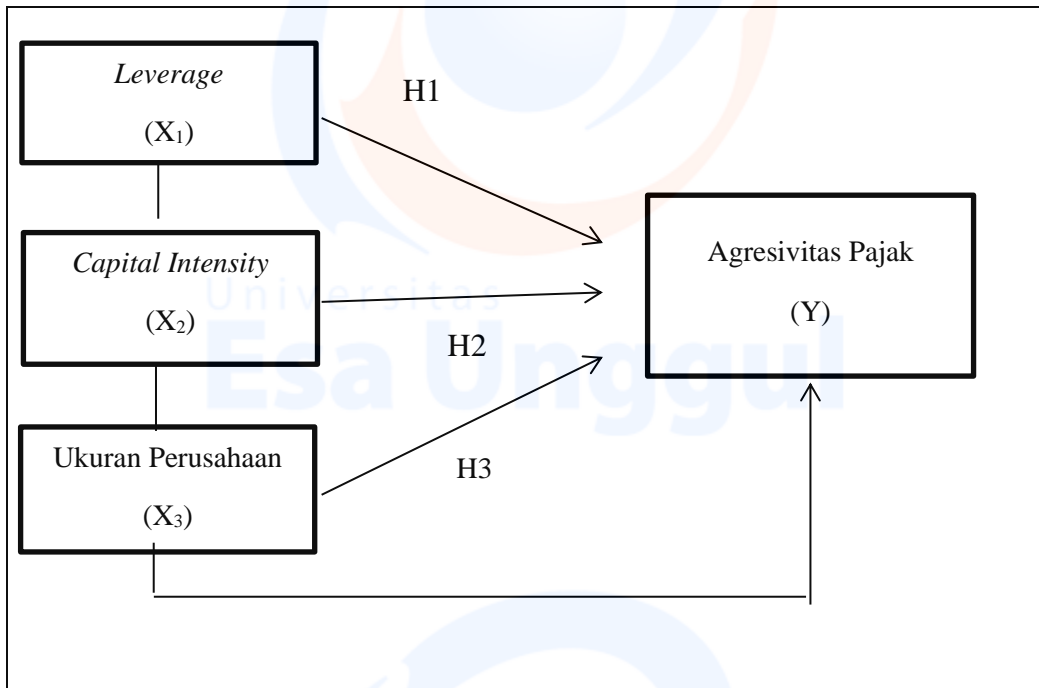 Leverage
(X₁)
H1
Capital Intensity
(X₂)
H2
Ukuran Perusahaan
(X₃)
H3
Agresivitas Pajak
(Y)
Universitas
Esa Unggul